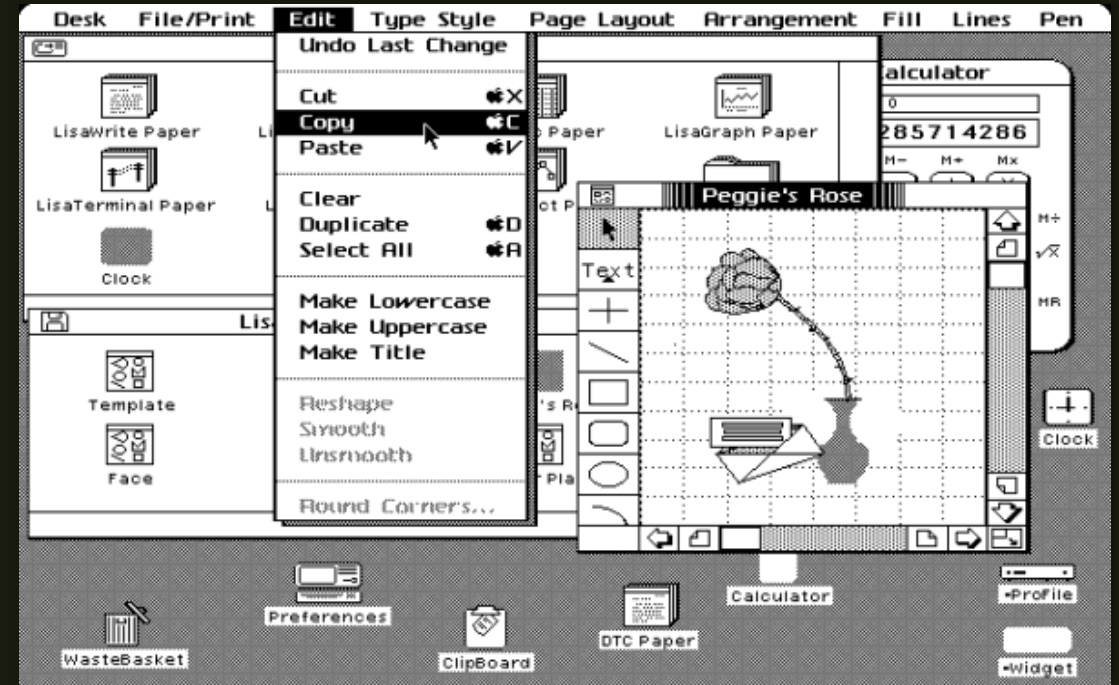 Desk File/Print Edit Type Style Page Layout Arrangement Fill Lines Pen
Undo Last Change
Cut X
Copy C
Paste V
Clear
Duplicate D
Select All A
Make Lowercase
Make Uppercase
Make Title
Reshape
Smooth
Unsmooth
Round Corners...
LisaWrite Paper
Paper
LisaGraph Paper
LisaTerminal Paper
Clock
alculator
0
285714286
M- M+ Mx
M÷
√x
MR
Peggie's Rose
Text
Lis
Template
Face
Clock
Preferences
WasteBasket
ClipBoard
DTC Paper
Calculator
ProFile
Widget